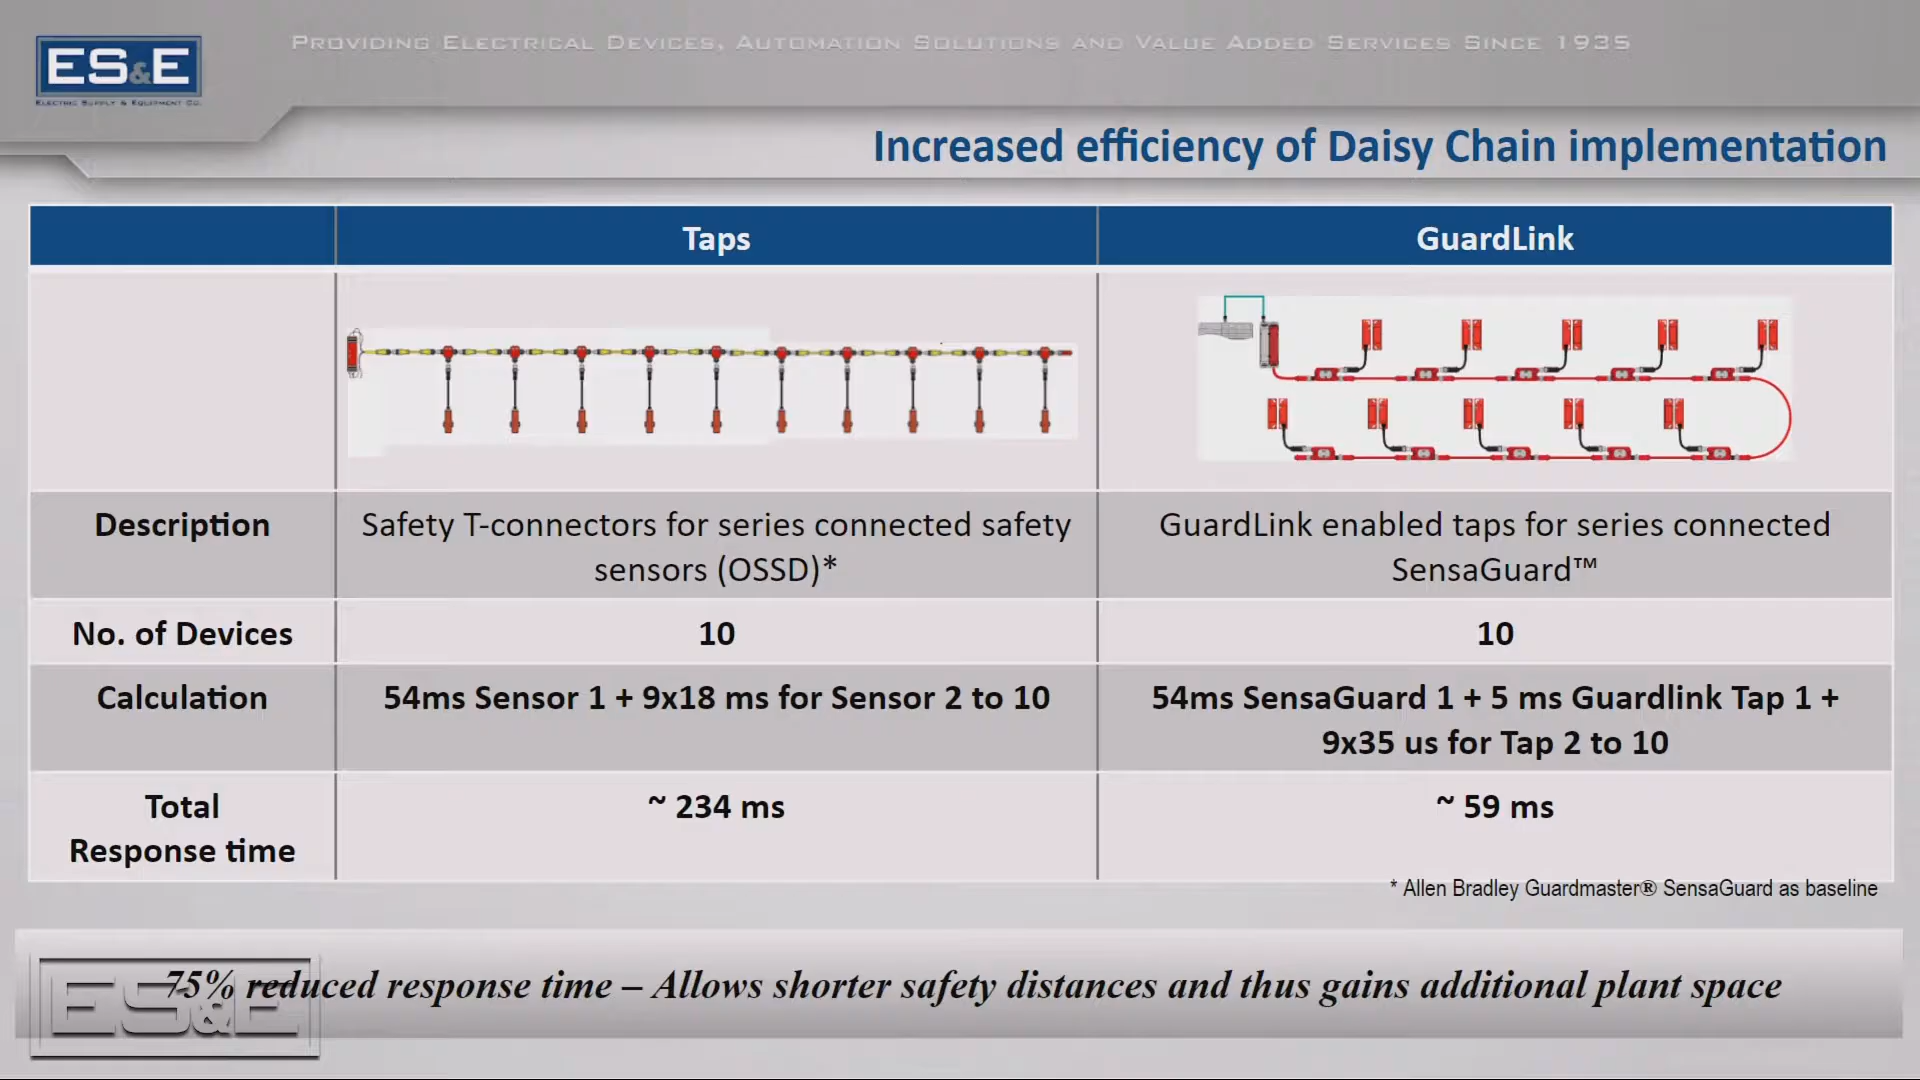 ES&E
Electric Supply & Equipment Co.
Providing Electrical Devices, Automation Solutions and Value Added Services Since 1935
Increased efficiency of Daisy Chain implementation
Taps
GuardLink
Description
Safety T-connectors for series connected safety
sensors (OSSD)*
GuardLink enabled taps for series connected
SensaGuard™
No. of Devices
10
10
Calculation
54ms Sensor 1 + 9x18 ms for Sensor 2 to 10
54ms SensaGuard 1 + 5 ms Guardlink Tap 1 +
9x35 us for Tap 2 to 10
Total
Response time
~ 234 ms
~ 59 ms
* Allen Bradley Guardmaster® SensaGuard as baseline
75% reduced response time – Allows shorter safety distances and thus gains additional plant space
ES&E